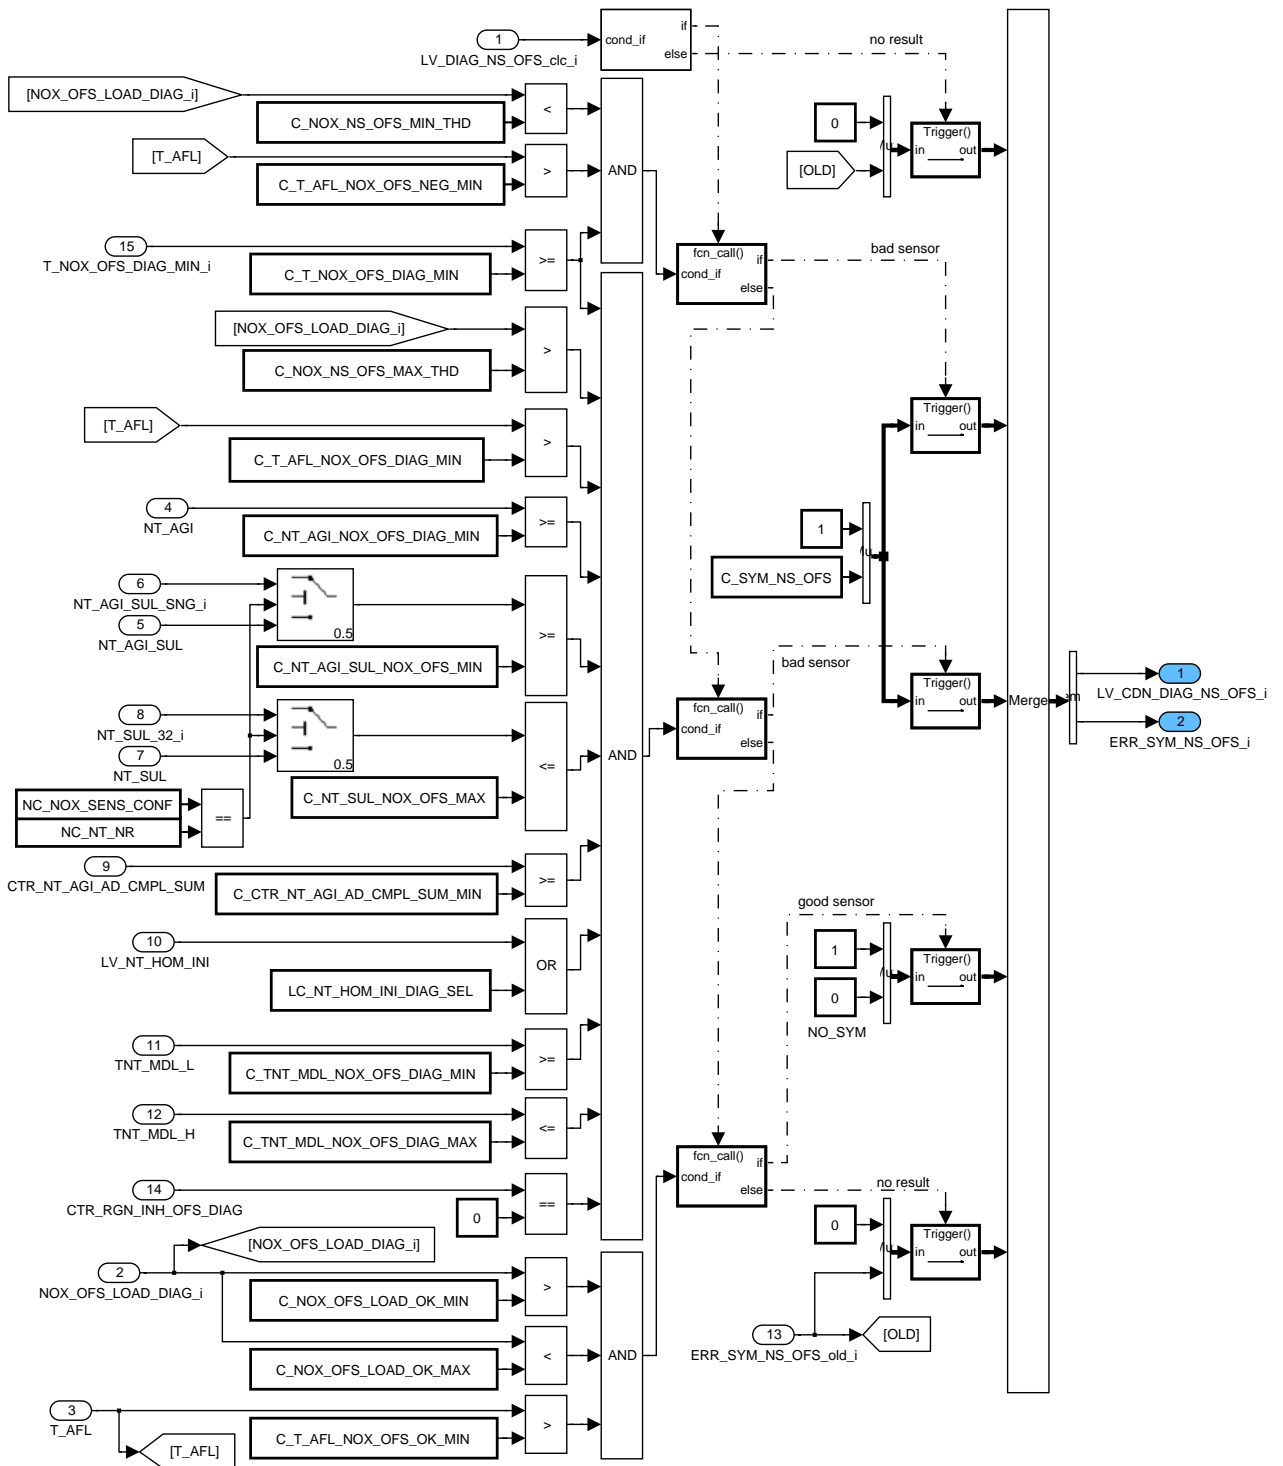 1
LV_DIAG_NS_OFS_clc_i
cond_if
if
else
no result
[NOX_OFS_LOAD_DIAG_i]
C_NOX_NS_OFS_MIN_THD
<
[T_AFL]
C_T_AFL_NOX_OFS_NEG_MIN
>
AND
0
[OLD]
Trigger()
in
out
15
T_NOX_OFS_DIAG_MIN_i
C_T_NOX_OFS_DIAG_MIN
>=
fcn_call()
cond_if
if
else
bad sensor
[NOX_OFS_LOAD_DIAG_i]
C_NOX_NS_OFS_MAX_THD
>
[T_AFL]
C_T_AFL_NOX_OFS_DIAG_MIN
>
Trigger()
in
out
4
NT_AGI
C_NT_AGI_NOX_OFS_DIAG_MIN
>=
1
C_SYM_NS_OFS
6
NT_AGI_SUL_SNG_i
5
NT_AGI_SUL
0.5
C_NT_AGI_SUL_NOX_OFS_MIN
>=
bad sensor
8
NT_SUL_32_i
7
NT_SUL
0.5
C_NT_SUL_NOX_OFS_MAX
<=
AND
fcn_call()
cond_if
if
else
Trigger()
in
out
Merge
1
LV_CDN_DIAG_NS_OFS_i
2
ERR_SYM_NS_OFS_i
NC_NOX_SENS_CONF
NC_NT_NR
==
9
CTR_NT_AGI_AD_CMPL_SUM
C_CTR_NT_AGI_AD_CMPL_SUM_MIN
>=
good sensor
10
LV_NT_HOM_INI
LC_NT_HOM_INI_DIAG_SEL
OR
1
0
NO_SYM
Trigger()
in
out
11
TNT_MDL_L
C_TNT_MDL_NOX_OFS_DIAG_MIN
>=
12
TNT_MDL_H
C_TNT_MDL_NOX_OFS_DIAG_MAX
<=
fcn_call()
cond_if
if
else
no result
14
CTR_RGN_INH_OFS_DIAG
0
==
0
Trigger()
in
out
[NOX_OFS_LOAD_DIAG_i]
2
NOX_OFS_LOAD_DIAG_i
C_NOX_OFS_LOAD_OK_MIN
>
13
ERR_SYM_NS_OFS_old_i
[OLD]
C_NOX_OFS_LOAD_OK_MAX
<
AND
3
T_AFL
C_T_AFL_NOX_OFS_OK_MIN
>
[T_AFL]